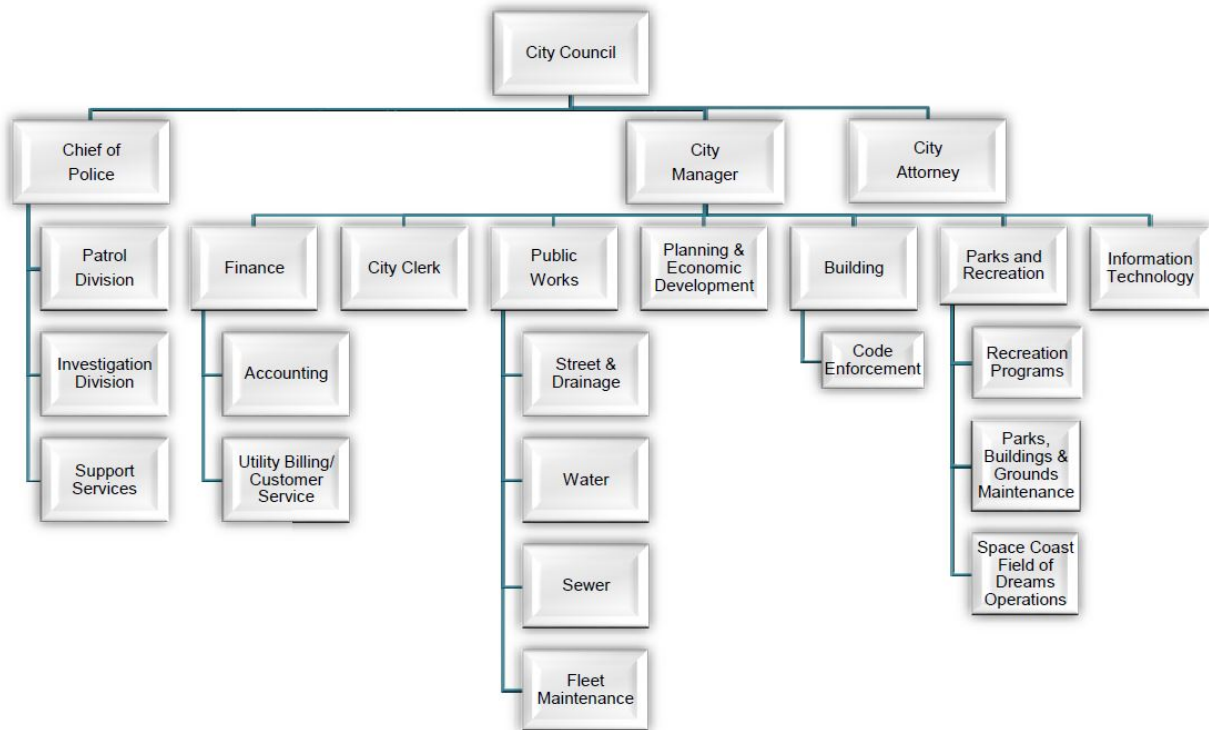 City Council
Chief of
Police
City
Manager
City
Attorney
Patrol
Division
Investigation
Division
Support
Services
Finance
Accounting
Utility Billing/
Customer
Service
City Clerk
Public
Works
Street &
Drainage
Water
Sewer
Fleet
Maintenance
Planning &
Economic
Development
Building
Code
Enforcement
Parks and
Recreation
Recreation
Programs
Parks,
Buildings &
Grounds
Maintenance
Space Coast
Field of
Dreams
Operations
Information
Technology